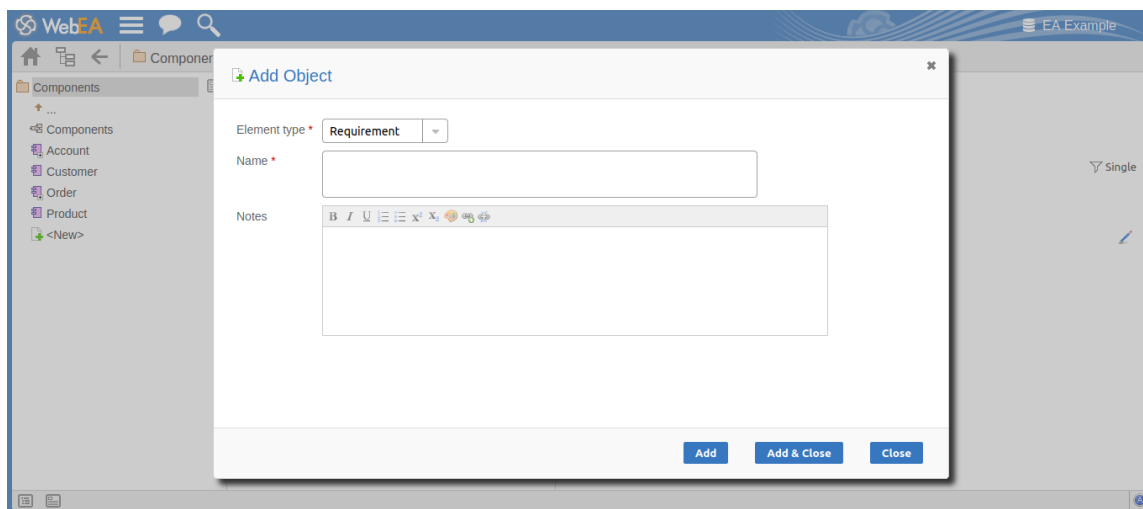 WebEA
EA Example
Componen
Components
...
Components
Account
Customer
Order
Product
<New>
Add Object
Element type * Requirement
Name *
Notes
B I U x² X₂
Single
Add Add & Close Close